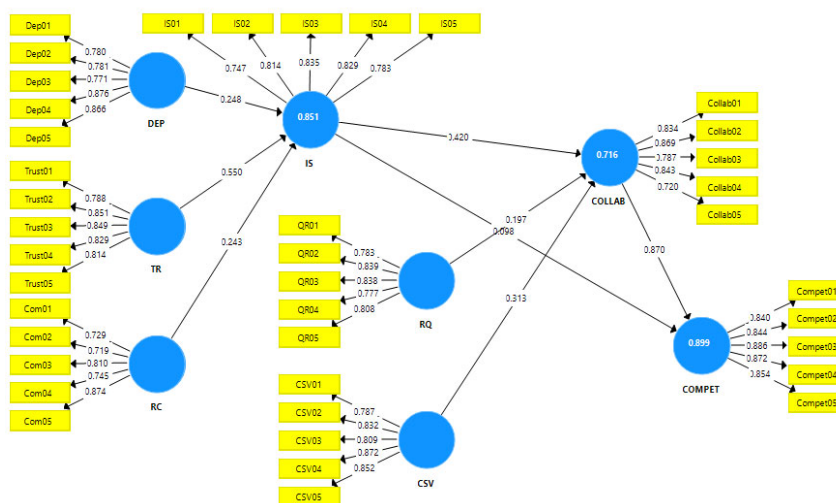 Dep01
Dep02
Dep03
Dep04
Dep05
0.780
0.781
0.771
0.876
0.866
DEP
0.248
IS01
IS02
IS03
IS04
IS05
0.747
0.814
0.835
0.829
0.783
0.851
IS
Trust01
Trust02
Trust03
Trust04
Trust05
0.788
0.851
0.849
0.829
0.814
TR
0.550
Com01
Com02
Com03
Com04
Com05
0.729
0.719
0.810
0.745
0.874
RC
0.243
QR01
QR02
QR03
QR04
QR05
0.783
0.839
0.838
0.777
0.808
RQ
0.420
0.197
0.098
0.313
CSV01
CSV02
CSV03
CSV04
CSV05
0.787
0.832
0.809
0.872
0.852
CSV
0.716
COLLAB
0.834
0.869
0.787
0.843
0.720
Collab01
Collab02
Collab03
Collab04
Collab05
0.870
0.899
COMPET
0.840
0.844
0.886
0.872
0.854
Compet01
Compet02
Compet03
Compet04
Compet05